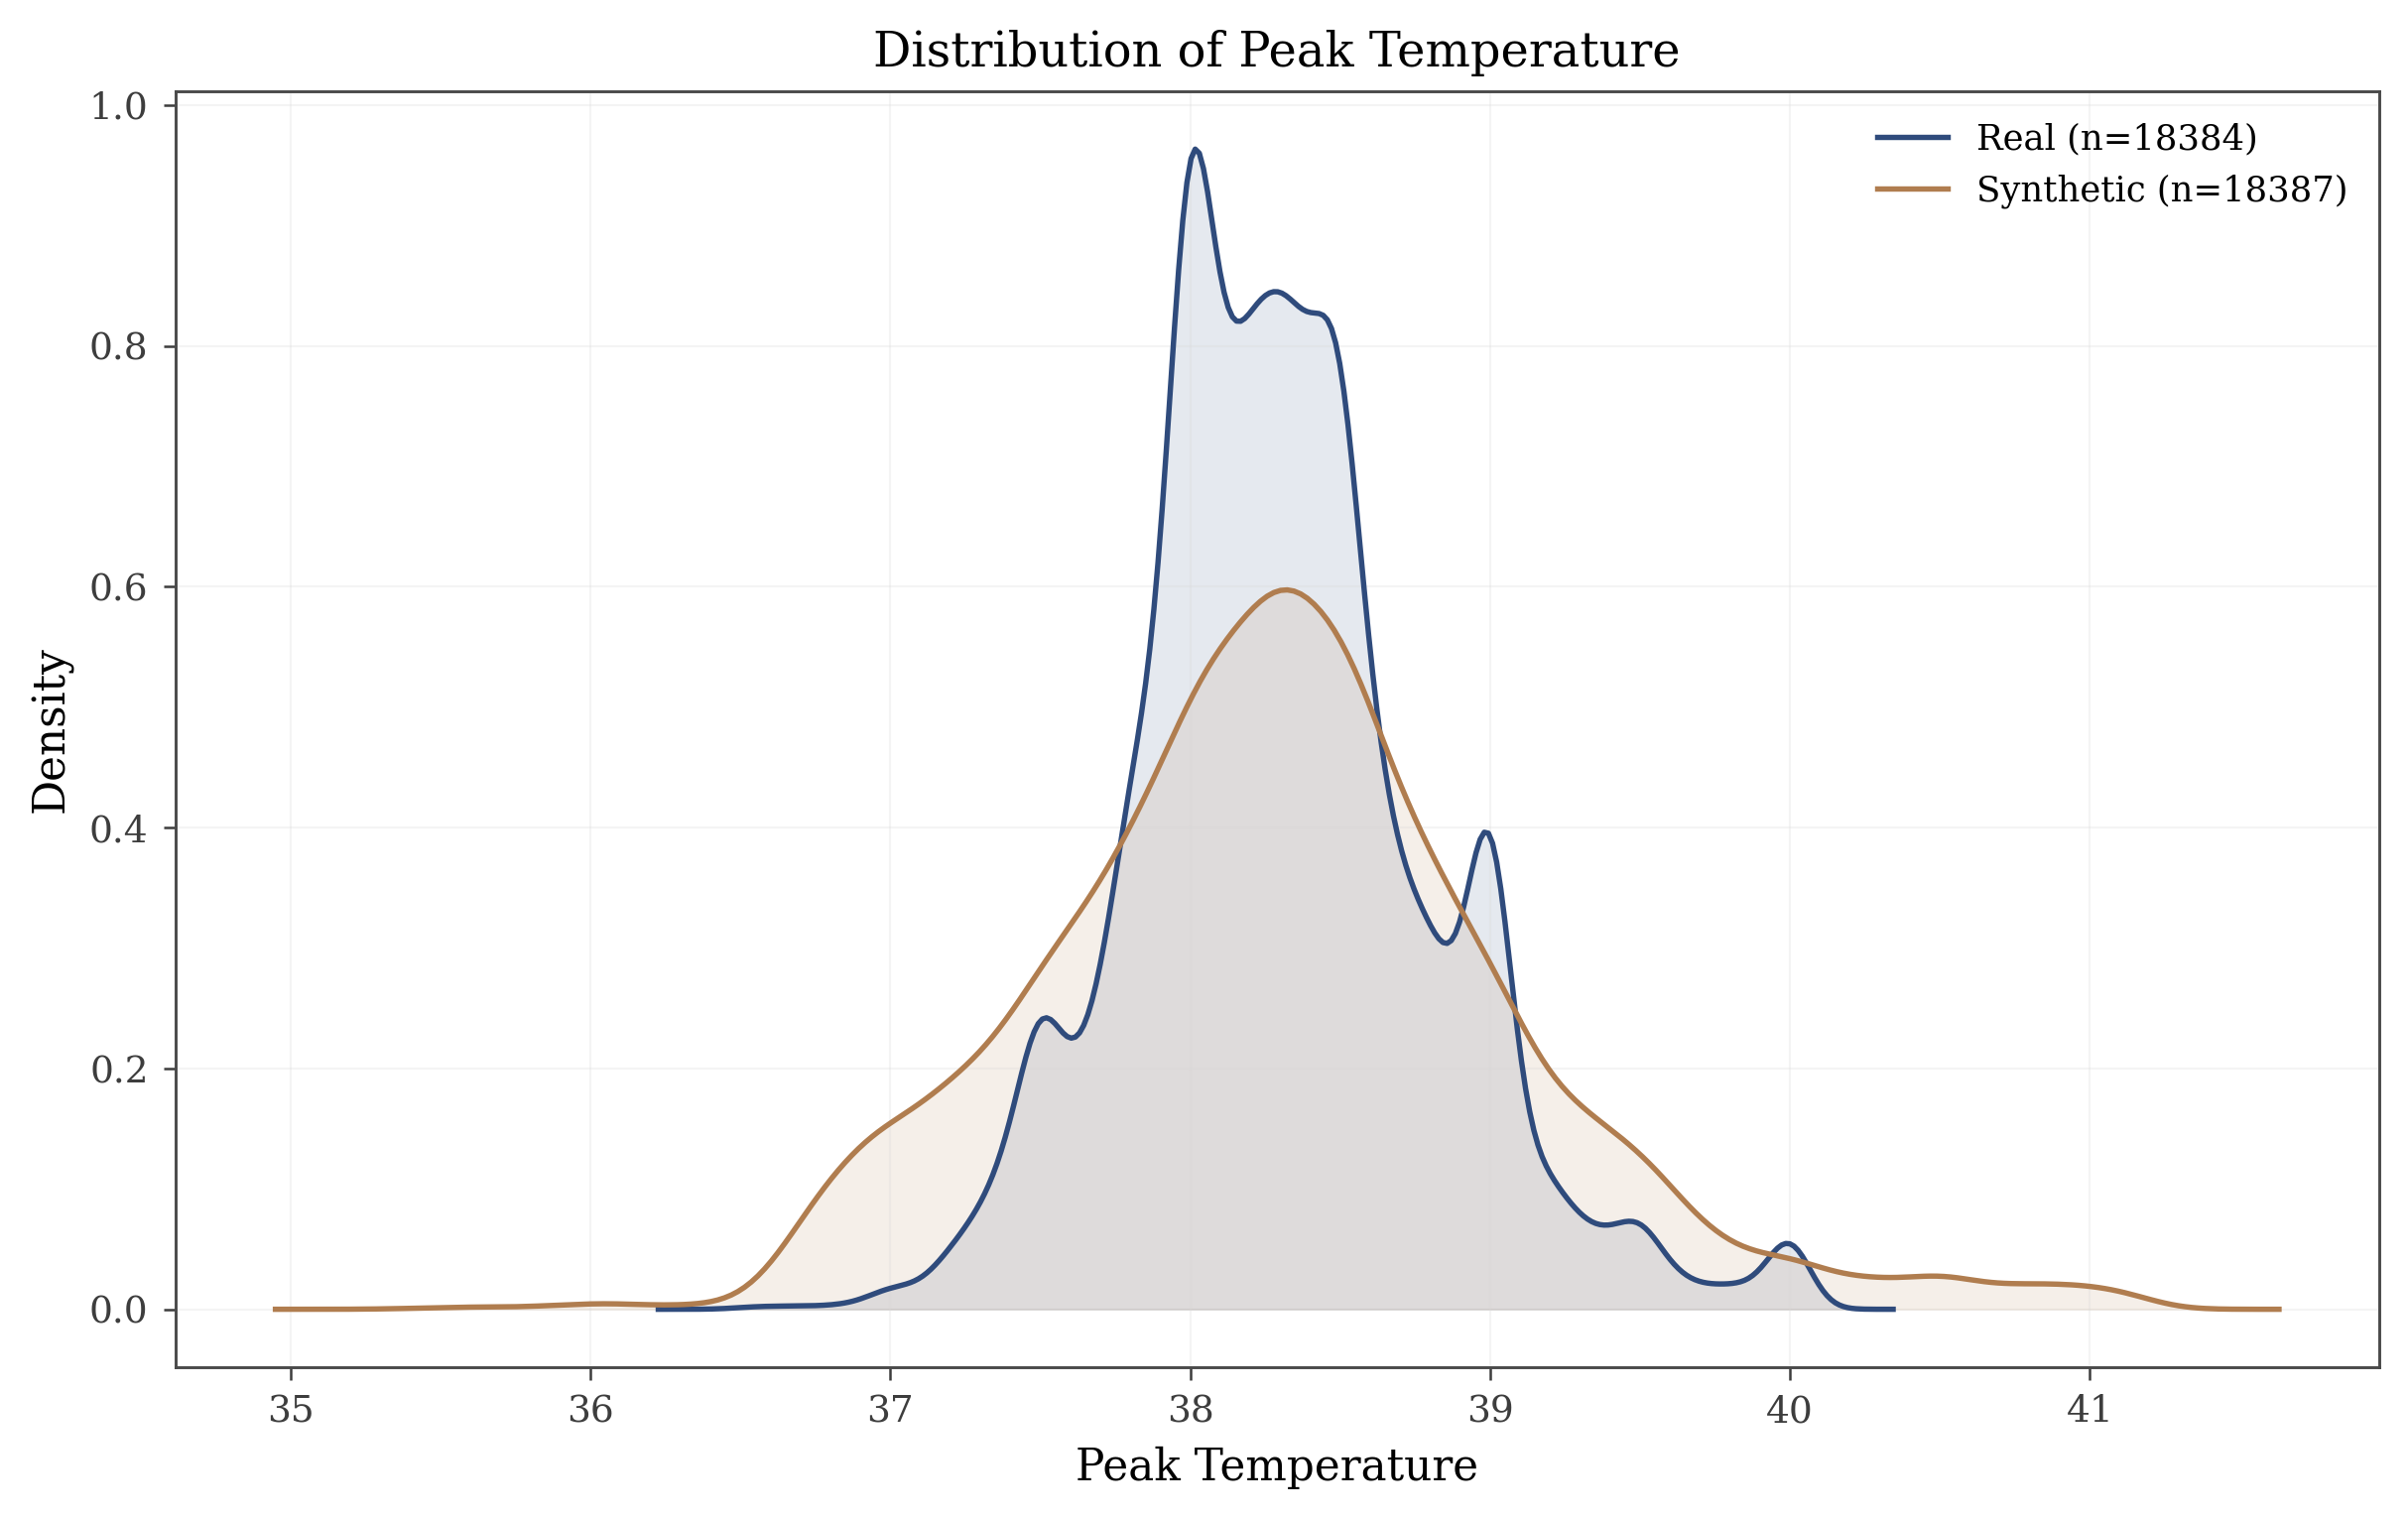 Distribution of Peak Temperature
Real (n=18384)
Synthetic (n=18387)
Density
1.0
0.8
0.6
0.4
0.2
0.0
35 36 37 38 39 40 41
Peak Temperature